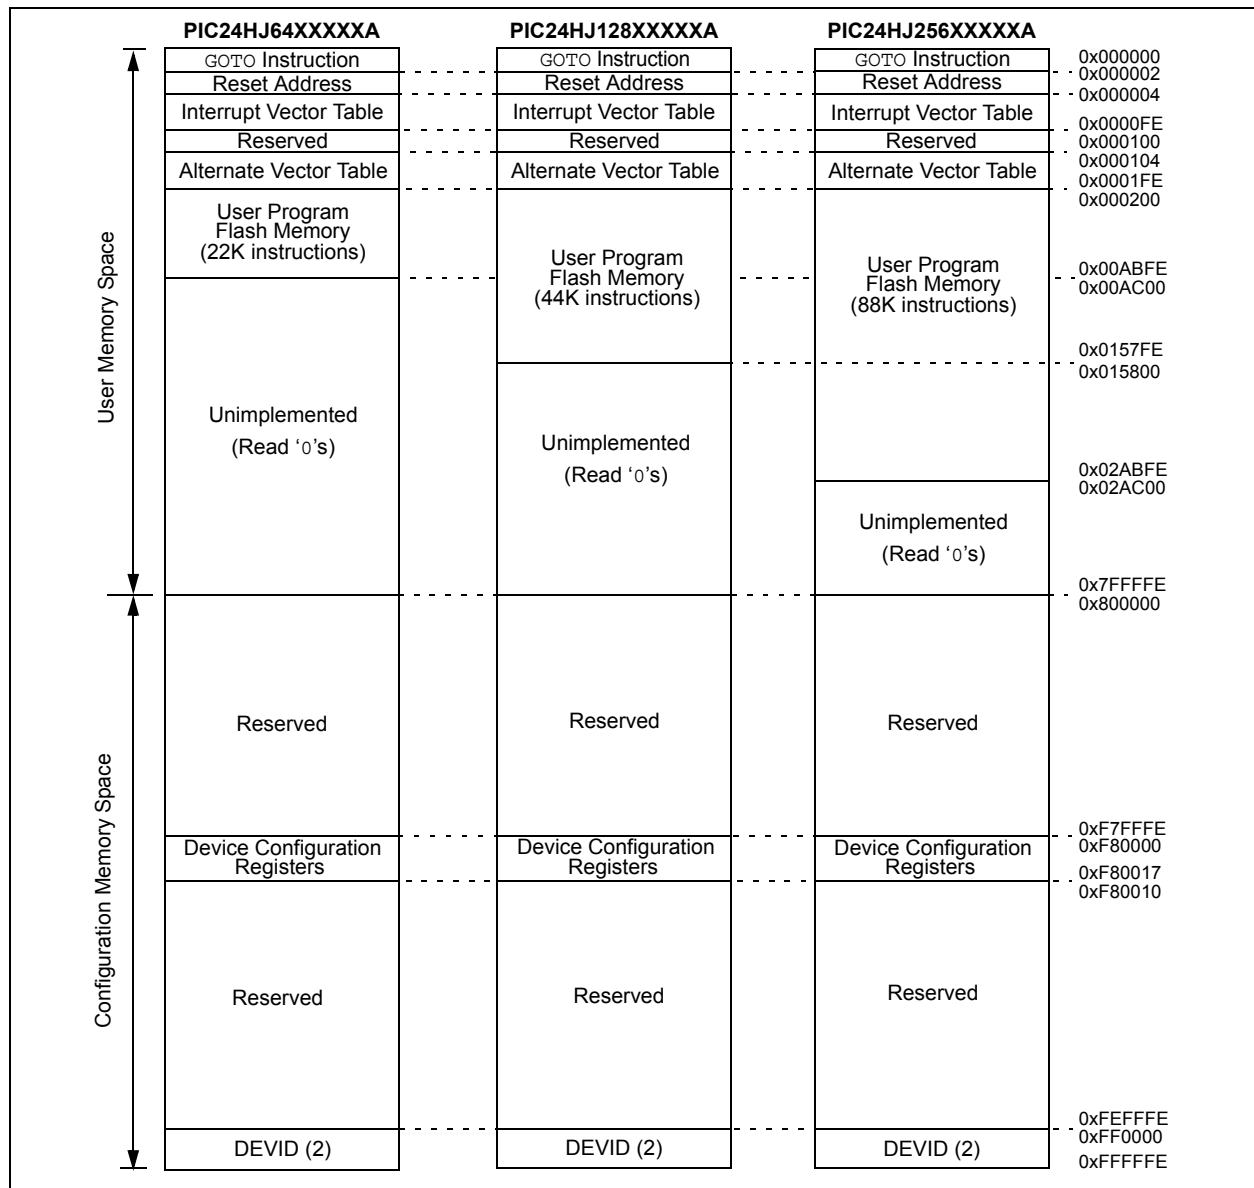 PIC24HJ64XXXXXA
GOTO Instruction
Reset Address
Interrupt Vector Table
Reserved
Alternate Vector Table
User Program
Flash Memory
(22K instructions)
Unimplemented
(Read ‘0’s)
Reserved
Device Configuration
Registers
Reserved
DEVID (2)
PIC24HJ128XXXXXA
GOTO Instruction
Reset Address
Interrupt Vector Table
Reserved
Alternate Vector Table
User Program
Flash Memory
(44K instructions)
Unimplemented
(Read ‘0’s)
Reserved
Device Configuration
Registers
Reserved
DEVID (2)
PIC24HJ256XXXXXA
GOTO Instruction
Reset Address
Interrupt Vector Table
Reserved
Alternate Vector Table
User Program
Flash Memory
(88K instructions)
Unimplemented
(Read ‘0’s)
Reserved
Device Configuration
Registers
Reserved
DEVID (2)
0x000000
0x000002
0x000004
0x0000FE
0x000100
0x000104
0x0001FE
0x000200
0x00ABFE
0x00AC00
0x0157FE
0x015800
0x02ABFE
0x02AC00
0x7FFFFE
0x800000
0xF7FFFE
0xF80000
0xF80017
0xF80010
0xFEFFFE
0xFF0000
0xFFFFFE
User Memory Space
Configuration Memory Space